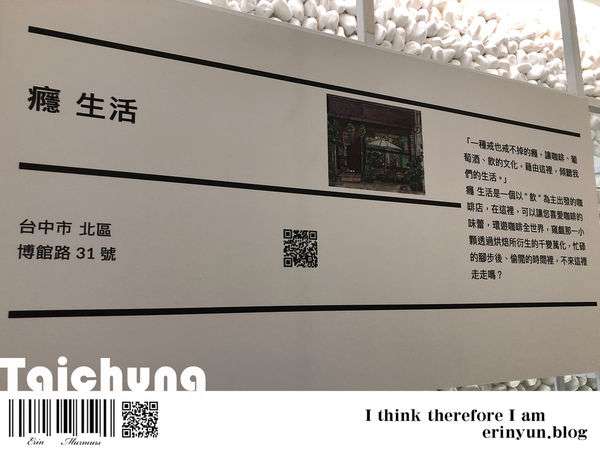 癮 生活
台中市 北區
博館路 31 號
「一種戒也戒不掉的癮，讓咖啡、葡
萄酒、飲的文化，藉由這裡，頻聽我
們的生活。」
癮 生活是一個以 " 飲 " 為主出發的咖
啡店，在這裡，可以讓您喜愛咖啡的
味蕾，環遊咖啡全世界，窺覷那一小
顆透過烘焙所衍生的千變萬化，忙碌
的腳步後、偷閒的時間裡，不來這裡
走走嗎？
Taichung
Erin Murmurs
I think therefore I am
erinyun.blog